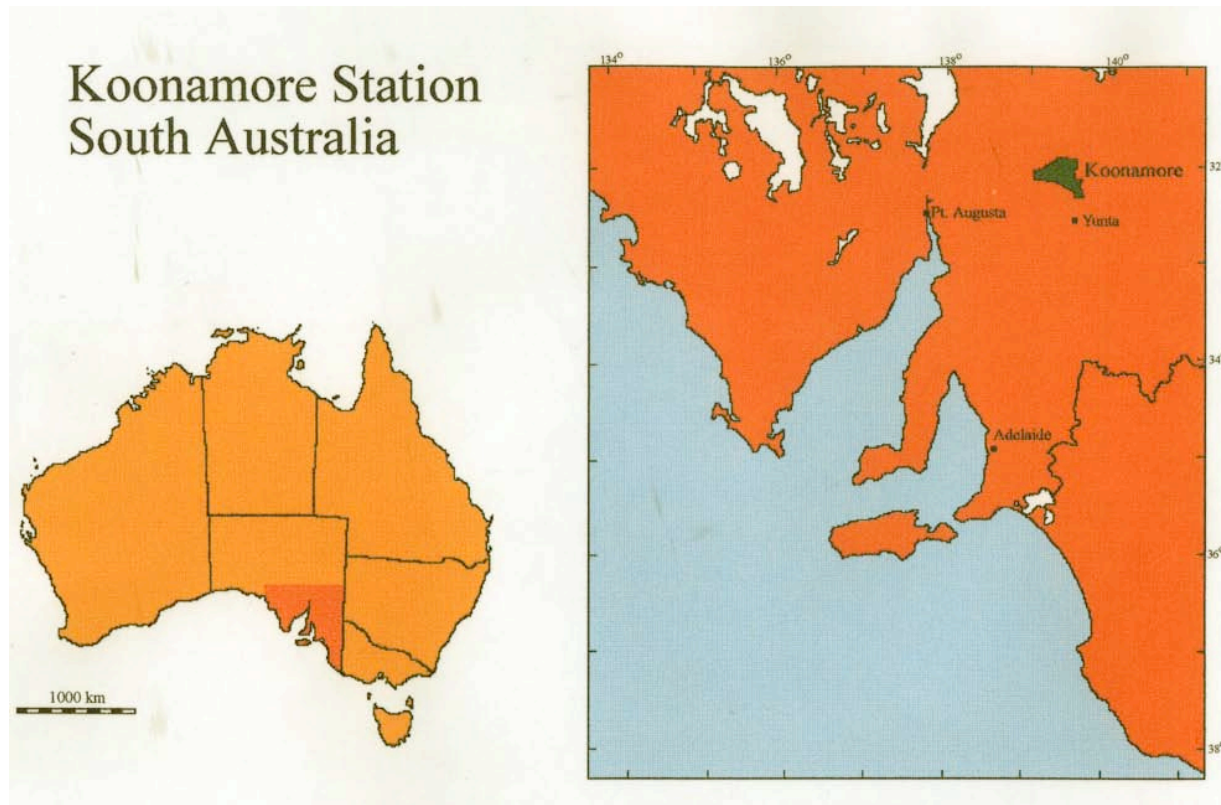 Koonamore Station
South Australia
1000 km
134°
136°
138°
140°
32
34
36°
38°
Koonamore
Pt. Augusta
Yunta
Adelaide